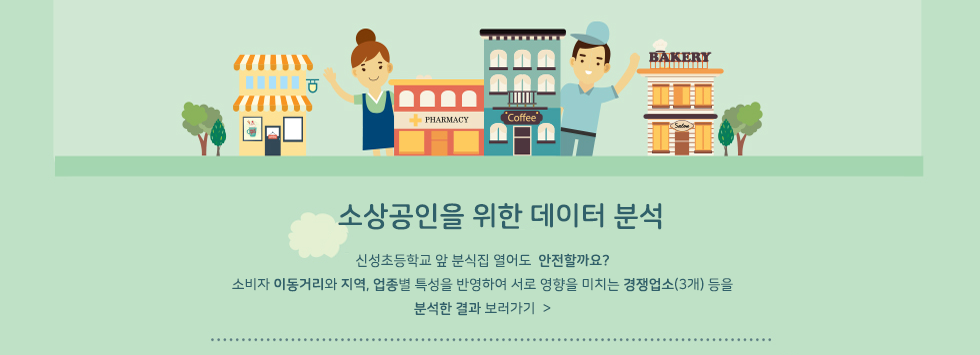 BAKERY
PHARMACY
Coffee
Salon
소상공인을 위한 데이터 분석
신성초등학교 앞 분식집 열어도 안전할까요?
소비자 이동거리와 지역, 업종별 특성을 반영하여 서로 영향을 미치는 경쟁업소(3개) 등을
분석한 결과 보러가기 >